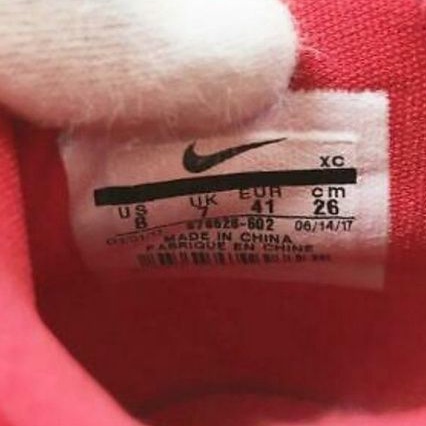 XC
US UK EUR cm
8 7 41 26
876626-602 06/14/17
MADE IN CHINA
FABRIQUE EN CHINE